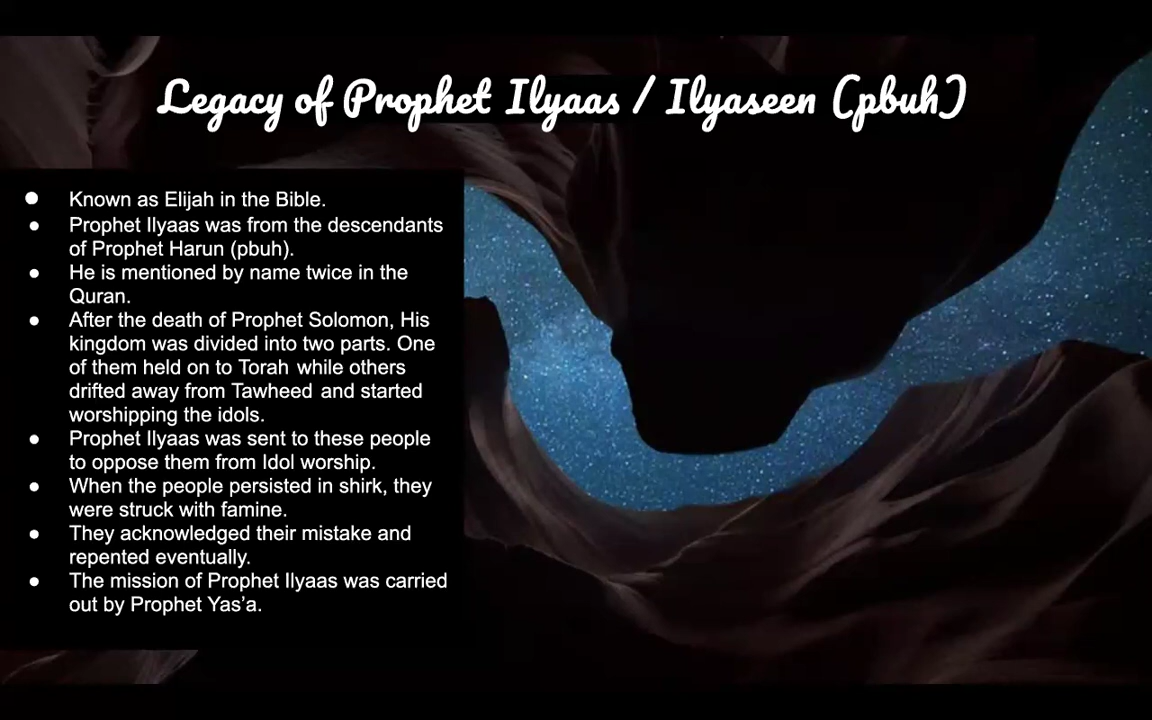 Legacy of Prophet Ilyaas / Ilyaseen (pbuh)
● Known as Elijah in the Bible.
● Prophet Ilyaas was from the descendants
of Prophet Harun (pbuh).
● He is mentioned by name twice in the
Quran.
● After the death of Prophet Solomon, His
kingdom was divided into two parts. One
of them held on to Torah while others
drifted away from Tawheed and started
worshipping the idols.
● Prophet Ilyaas was sent to these people
to oppose them from Idol worship.
● When the people persisted in shirk, they
were struck with famine.
● They acknowledged their mistake and
repented eventually.
● The mission of Prophet Ilyaas was carried
out by Prophet Yas’a.